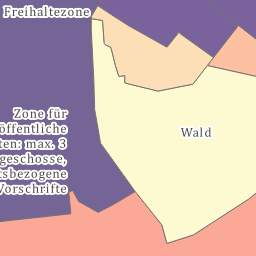 Freihaltezone
Zone für
öffentliche
ten: max. 3
geschosse,
tsbezogene
Vorschrifte
Wald